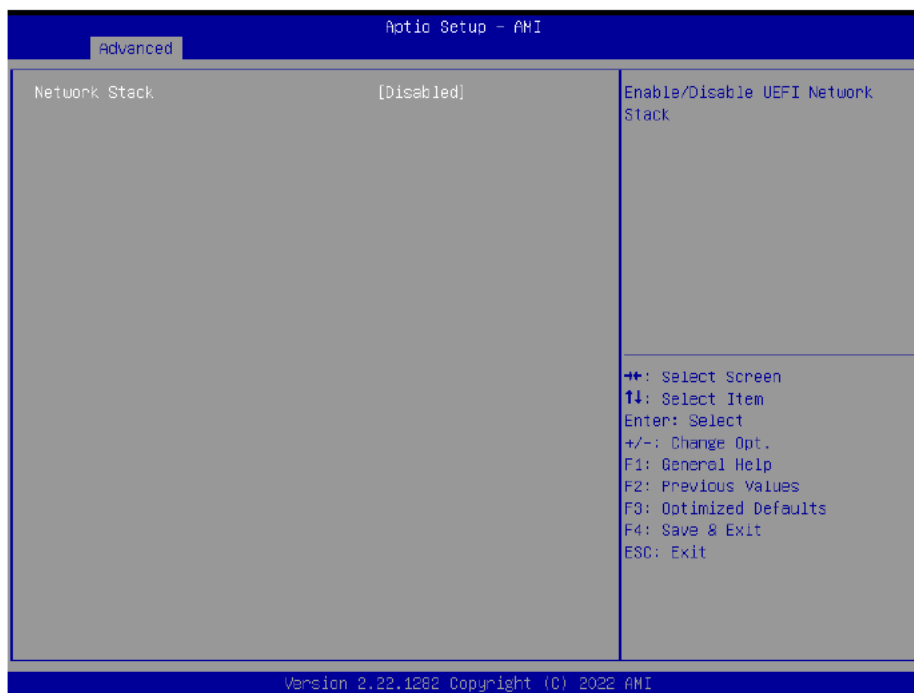 Aptio Setup - AMI
Advanced
Network Stack [Disabled]
Enable/Disable UEFI Network
Stack
→←: Select Screen
↑↓: Select Item
Enter: Select
+/-: Change Opt.
F1: General Help
F2: Previous Values
F3: Optimized Defaults
F4: Save & Exit
ESC: Exit
Version 2.22.1282 Copyright (C) 2022 AMI